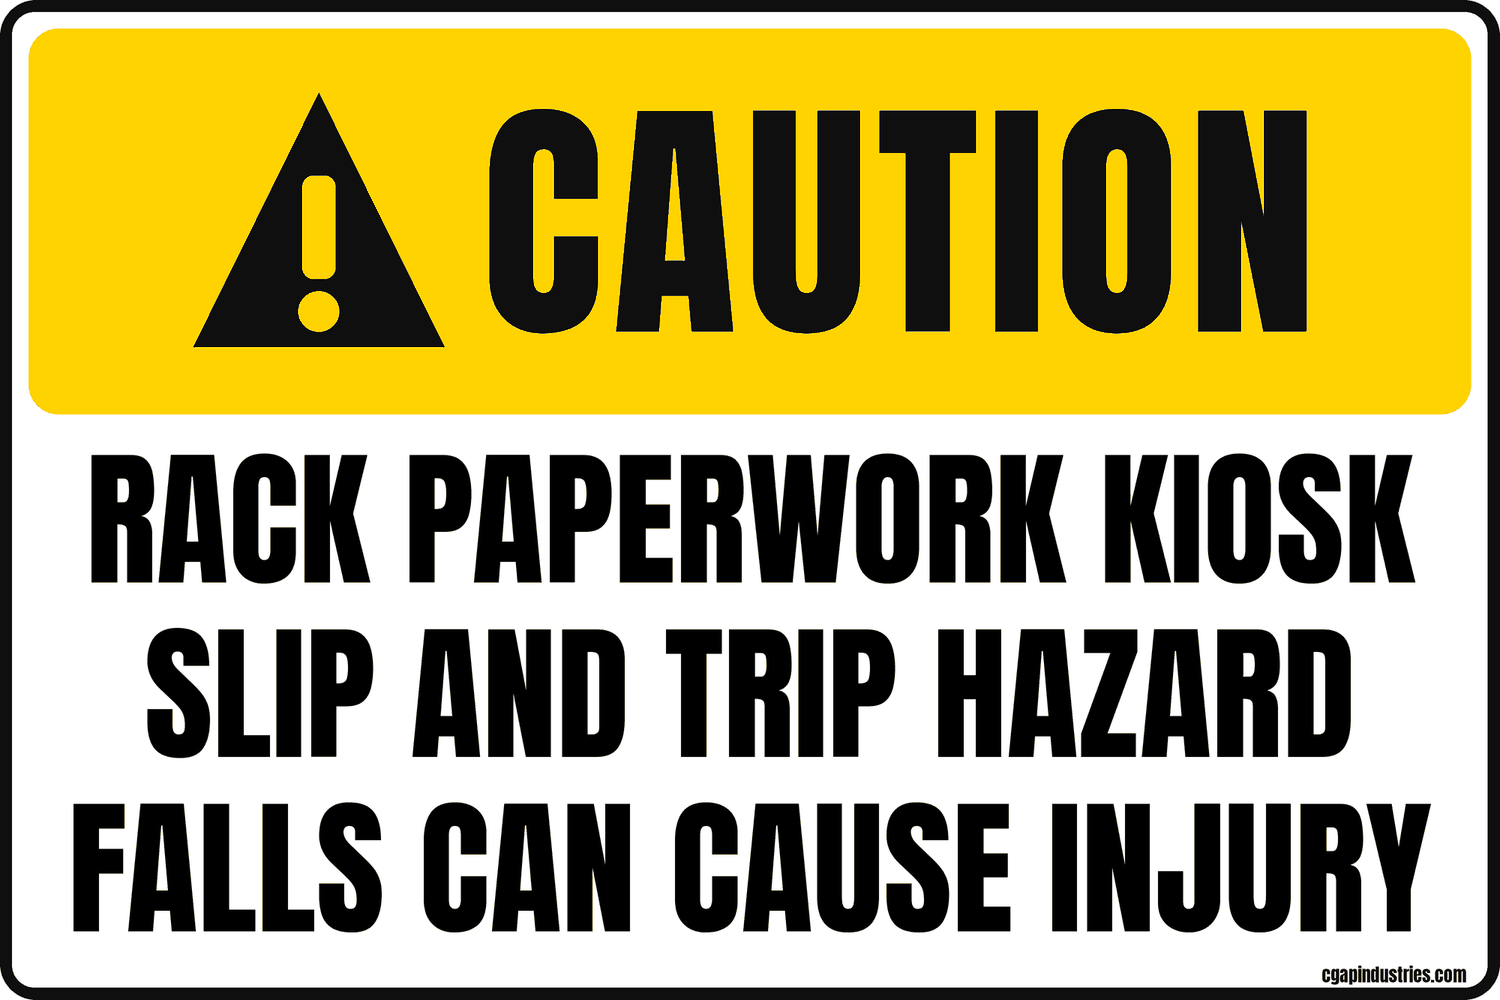 CAUTION
RACK PAPERWORK KIOSK
SLIP AND TRIP HAZARD
FALLS CAN CAUSE INJURY
cgapindustries.com